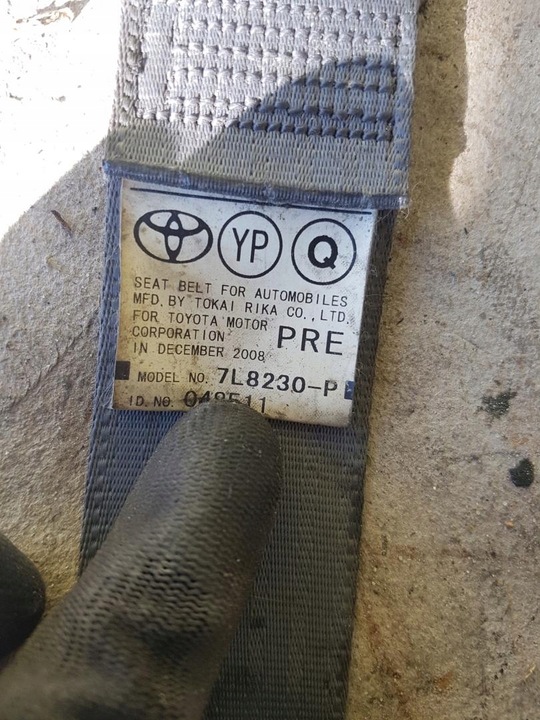 YP Q
SEAT BELT FOR AUTOMOBILES
MFD. BY TOKAI RIKA CO., LTD.
FOR TOYOTA MOTOR
CORPORATION PRE
IN DECEMBER 2008
MODEL NO. 7L8230-P
ID. NO.